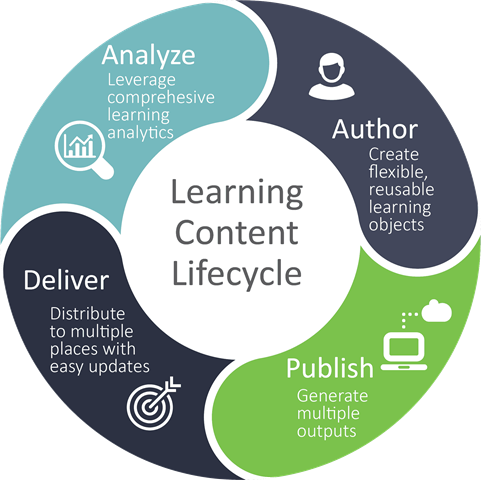 Learning
Content
Lifecycle
Analyze
Leverage
comprehesive
learning
analytics
Author
Create
flexible,
reusable
learning
objects
Publish
Generate
multiple
outputs
Deliver
Distribute
to multiple
places with
easy updates